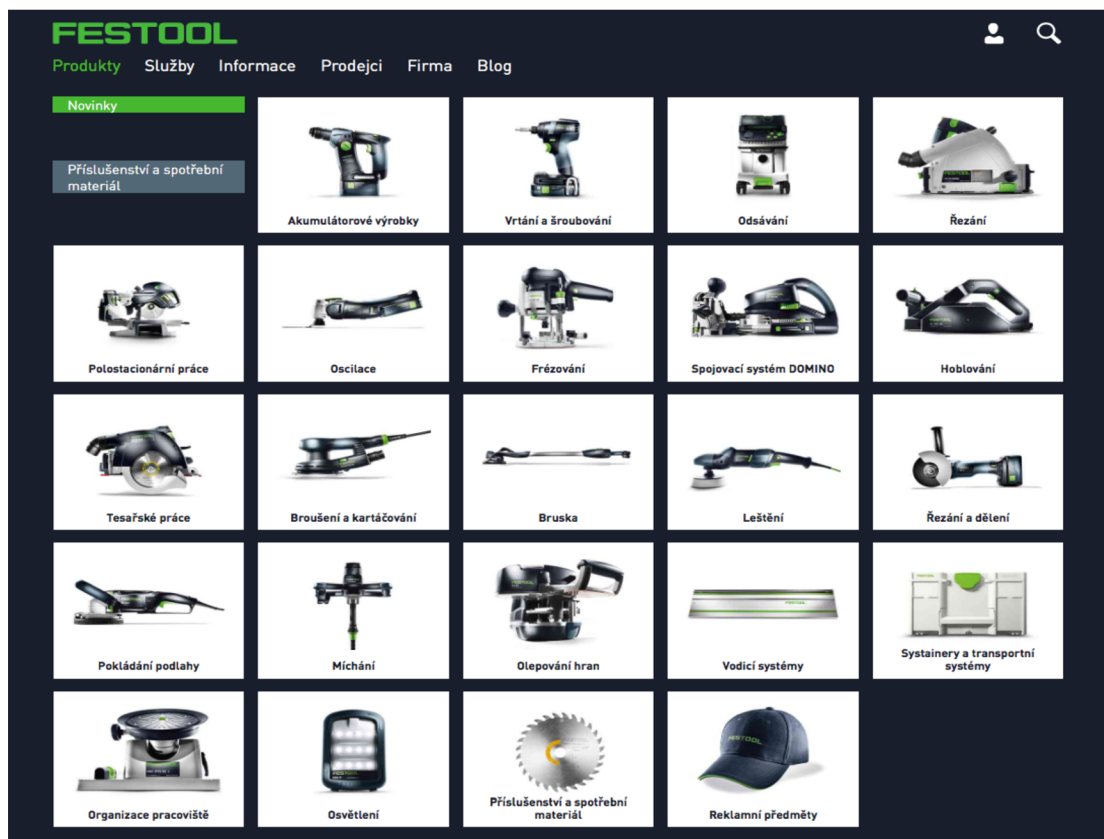 FESTOOL
Produkty Služby Informace Prodejci Firma Blog
Novinky
Příslušenství a spotřební
materiál
Akumulátorové výrobky
Vrtání a šroubování
Odsávání
Řezání
Polostacionární práce
Oscilace
Frézování
Spojovací systém DOMINO
Hoblování
Tesařské práce
Broušení a kartáčování
Bruska
Leštění
Řezání a dělení
Pokládání podlahy
Míchání
Olepování hran
Vodicí systémy
Systainery a transportní
systémy
Organizace pracoviště
Osvětlení
Příslušenství a spotřební
materiál
Reklamní předměty